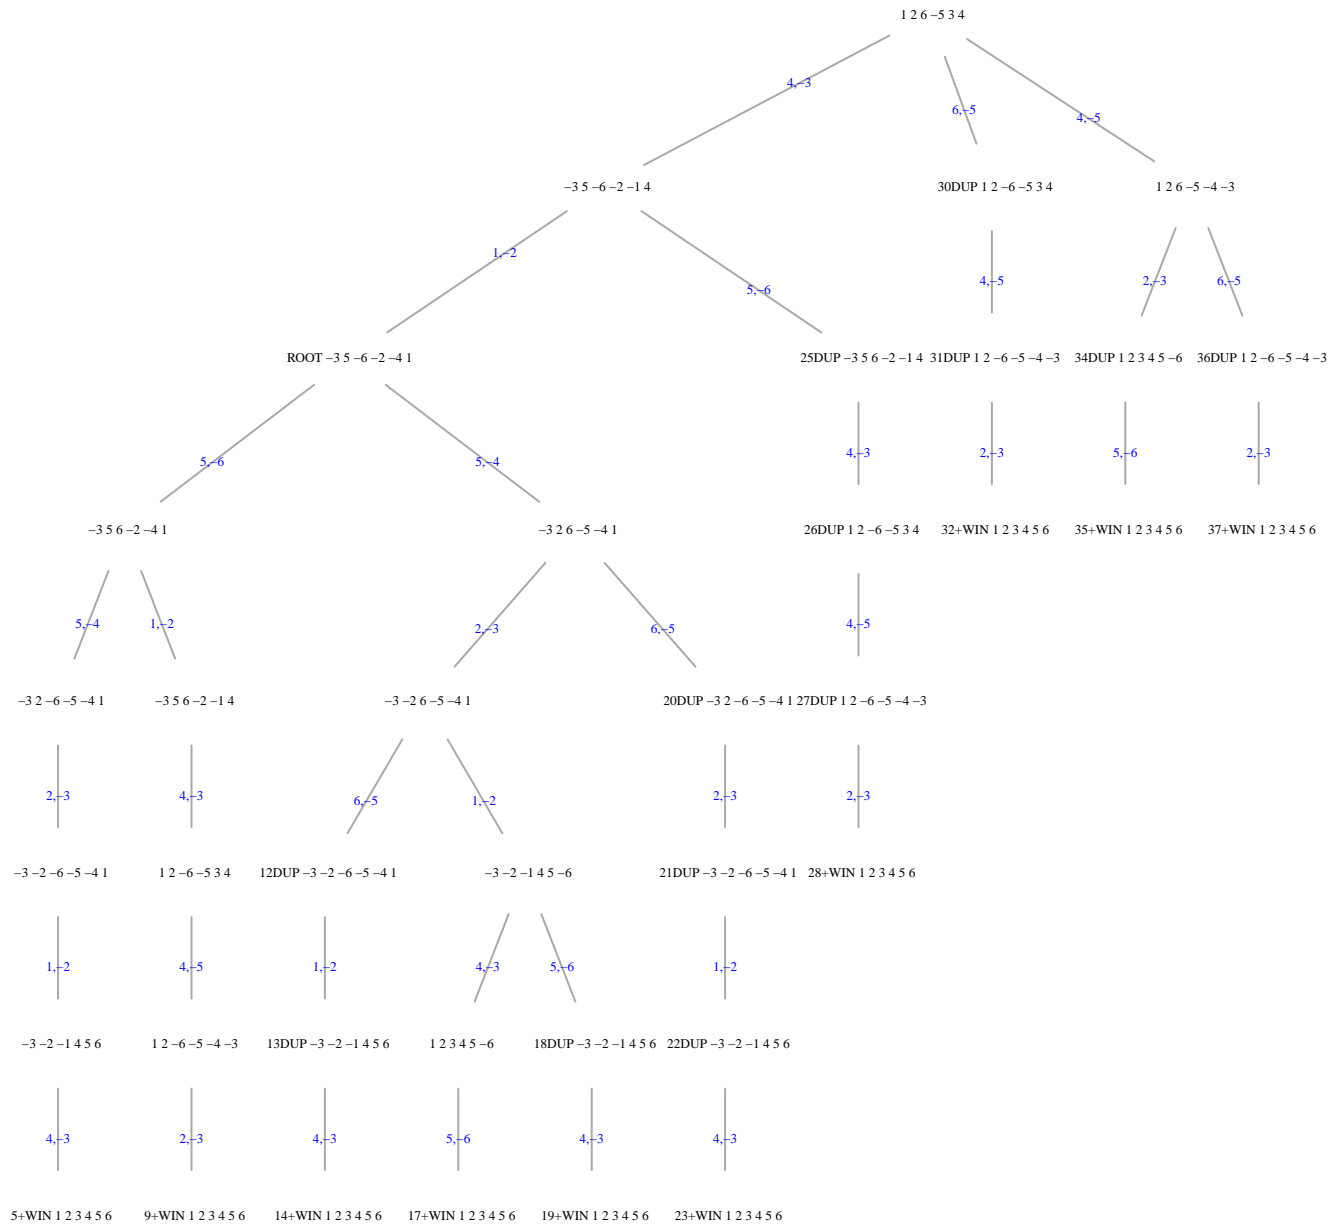 1 2 6 −5 3 4
4,−3
6,−5
4,−5
−3 5 −6 −2 −1 4
30DUP 1 2 −6 −5 3 4
1 2 6 −5 −4 −3
1,−2
5,−6
4,−5
2,−3
6,−5
ROOT −3 5 −6 −2 −4 1
25DUP −3 5 6 −2 −1 4
31DUP 1 2 −6 −5 −4 −3
34DUP 1 2 3 4 5 −6
36DUP 1 2 −6 −5 −4 −3
5,−6
5,−4
4,−3
2,−3
5,−6
2,−3
−3 5 6 −2 −4 1
−3 2 6 −5 −4 1
26DUP 1 2 −6 −5 3 4
32+WIN 1 2 3 4 5 6
35+WIN 1 2 3 4 5 6
37+WIN 1 2 3 4 5 6
5,−4
1,−2
2,−3
6,−5
4,−5
−3 2 −6 −5 −4 1
−3 5 6 −2 −1 4
−3 −2 6 −5 −4 1
20DUP −3 2 −6 −5 −4 1
27DUP 1 2 −6 −5 −4 −3
2,−3
4,−3
6,−5
1,−2
2,−3
2,−3
−3 −2 −6 −5 −4 1
1 2 −6 −5 3 4
12DUP −3 −2 −6 −5 −4 1
−3 −2 −1 4 5 −6
21DUP −3 −2 −6 −5 −4 1
28+WIN 1 2 3 4 5 6
1,−2
4,−5
1,−2
4,−3
5,−6
1,−2
−3 −2 −1 4 5 6
1 2 −6 −5 −4 −3
13DUP −3 −2 −1 4 5 6
1 2 3 4 5 −6
18DUP −3 −2 −1 4 5 6
22DUP −3 −2 −1 4 5 6
4,−3
2,−3
4,−3
5,−6
4,−3
4,−3
5+WIN 1 2 3 4 5 6
9+WIN 1 2 3 4 5 6
14+WIN 1 2 3 4 5 6
17+WIN 1 2 3 4 5 6
19+WIN 1 2 3 4 5 6
23+WIN 1 2 3 4 5 6